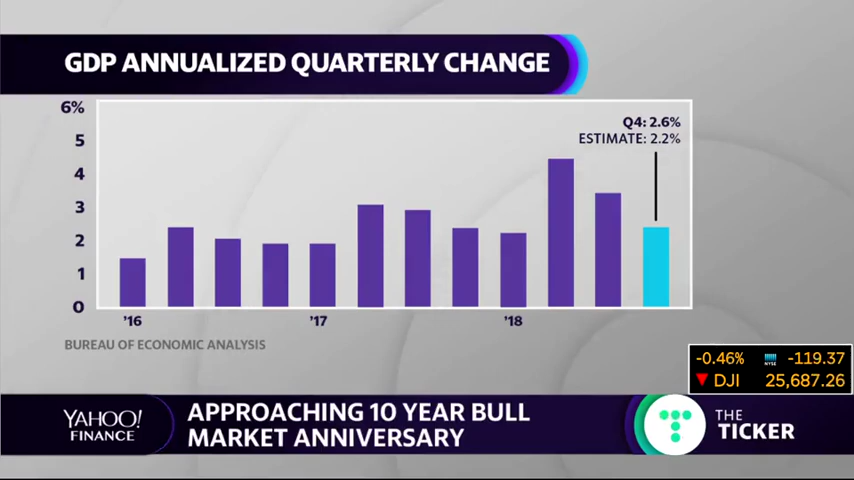 GDP ANNUALIZED QUARTERLY CHANGE
6%
Q4: 2.6%
ESTIMATE: 2.2%
5
4
3
2
1
0
'16
'17
'18
BUREAU OF ECONOMIC ANALYSIS
-0.46% NYSE -119.37
DJI 25,687.26
YAHOO!
FINANCE
APPROACHING 10 YEAR BULL
MARKET ANNIVERSARY
THE
TICKER